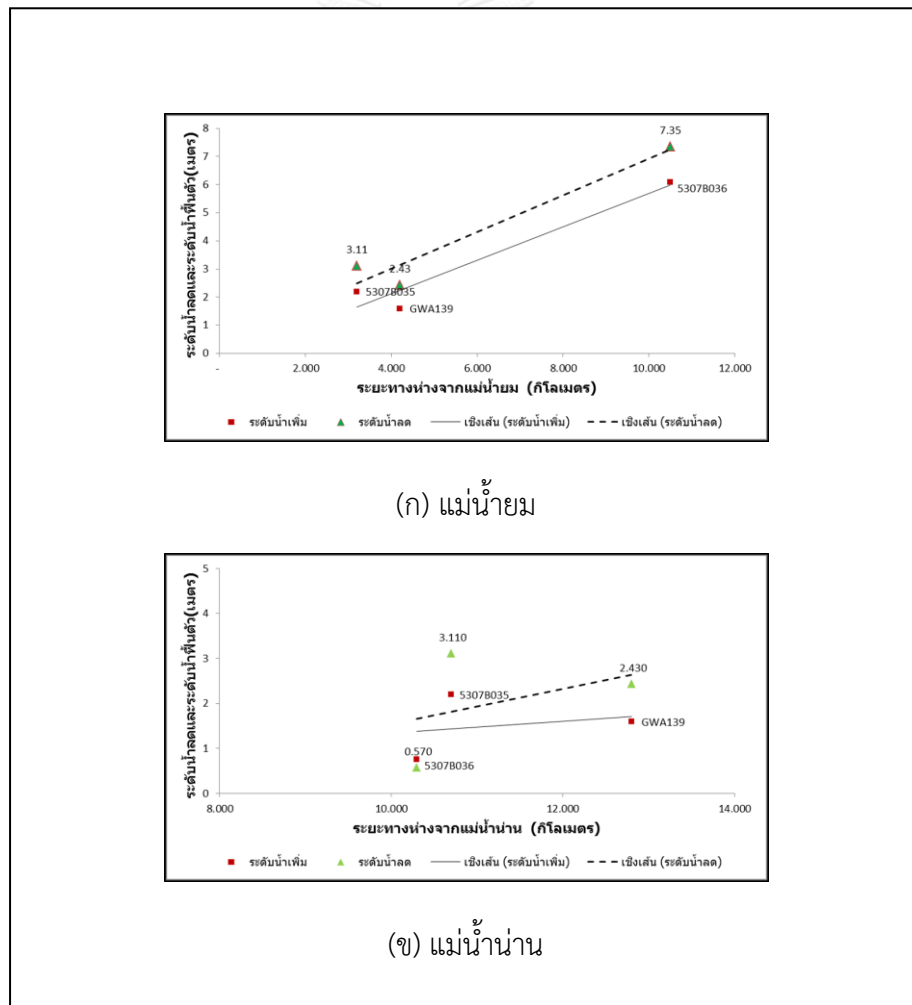 ระดับน้ำลดและระดับน้ำฟื้นตัว(เมตร)
8
7
6
5
4
3
2
1
0
7.35
5307B036
3.11
2.43
5307B035
GWA139
- 2.000 4.000 6.000 8.000 10.000 12.000
ระยะทางห่างจากแม่น้ำยม (กิโลเมตร)
ระดับน้ำเพิ่ม ระดับน้ำลด เชิงเส้น (ระดับน้ำเพิ่ม) เชิงเส้น (ระดับน้ำลด)
(ก) แม่น้ำยม
ระดับน้ำลดและระดับน้ำฟื้นตัว(เมตร)
5
4
3
2
1
0
3.110
2.430
5307B035
GWA139
0.570
5307B036
8.000 10.000 12.000 14.000
ระยะทางห่างจากแม่น้ำน่าน (กิโลเมตร)
ระดับน้ำเพิ่ม ระดับน้ำลด เชิงเส้น (ระดับน้ำเพิ่ม) เชิงเส้น (ระดับน้ำลด)
(ข) แม่น้ำน่าน